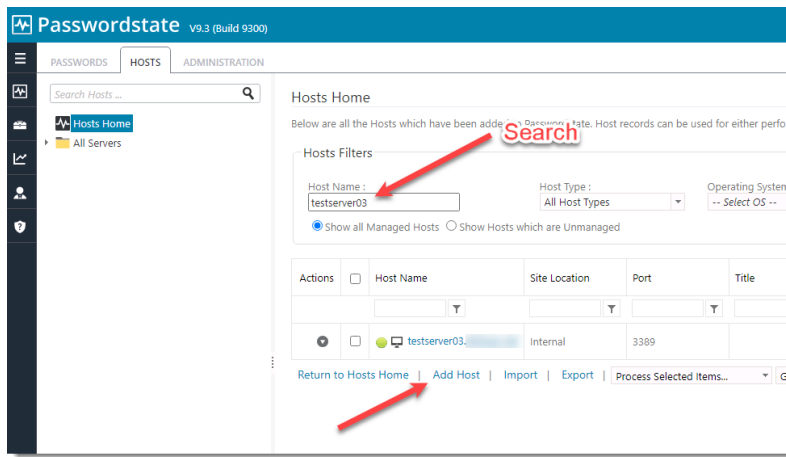 Passwordstate V9.3 (Build 9300)
PASSWORDS HOSTS ADMINISTRATION
Search Hosts ...
Hosts Home
All Servers
Hosts Home
Below are all the Hosts which have been added to Passwordstate. Host records can be used for either perfo
Search
Hosts Filters
Host Name : Host Type : Operating System
testserver03 All Host Types -- Select OS --
Show all Managed Hosts Show Hosts which are Unmanaged
Actions Host Name Site Location Port Title
testserver03. Internal 3389
Return to Hosts Home | Add Host | Import | Export | Process Selected Items... G